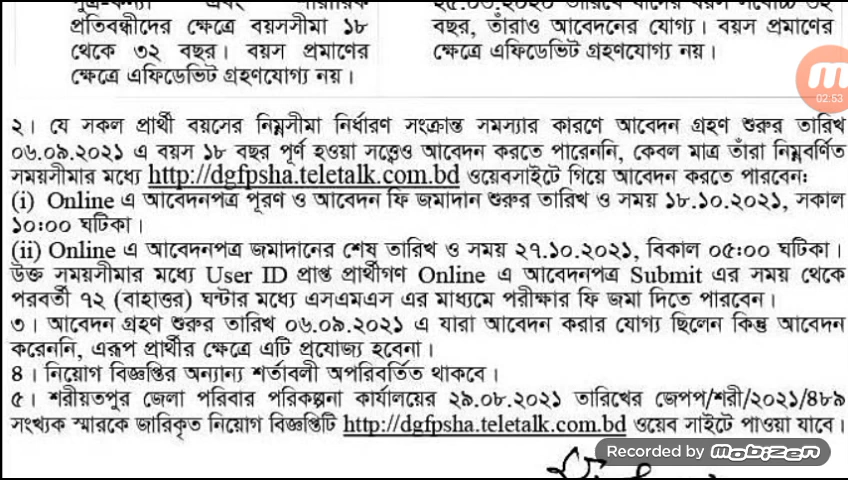 প্রতিবন্ধীদের ক্ষেত্রে বয়সসীমা ১৮
থেকে ৩২ বছর। বয়স প্রমাণের
ক্ষেত্রে এফিডেভিট গ্রহণযোগ্য নয়।
বছর, তাঁরাও আবেদনের যোগ্য। বয়স প্রমাণের
ক্ষেত্রে এফিডেভিট গ্রহণযোগ্য নয়।
02:53
২। যে সকল প্রার্থী বয়সের নিম্নসীমা নির্ধারণ সংক্রান্ত সমস্যার কারণে আবেদন গ্রহণ শুরুর তারিখ
০৬.০৯.২০২১ এ বয়স ১৮ বছর পূর্ণ হওয়া সত্ত্বেও আবেদন করতে পারেননি, কেবল মাত্র তাঁরা নিম্নবর্ণিত
সময়সীমার মধ্যে http://dgfpsha.teletalk.com.bd ওয়েবসাইটে গিয়ে আবেদন করতে পারবেন:
(i) Online এ আবেদনপত্র পূরণ ও আবেদন ফি জমাদান শুরুর তারিখ ও সময় ১৮.১০.২০২১, সকাল
১০:০০ ঘটিকা।
(ii) Online এ আবেদনপত্র জমাদানের শেষ তারিখ ও সময় ২৭.১০.২০২১, বিকাল ০৫:০০ ঘটিকা।
উক্ত সময়সীমার মধ্যে User ID প্রাপ্ত প্রার্থীগণ Online এ আবেদনপত্র Submit এর সময় থেকে
পরবর্তী ৭২ (বাহাত্তর) ঘন্টার মধ্যে এসএমএস এর মাধ্যমে পরীক্ষার ফি জমা দিতে পারবেন।
৩। আবেদন গ্রহণ শুরুর তারিখ ০৬.০৯.২০২১ এ যারা আবেদন করার যোগ্য ছিলেন কিন্তু আবেদন
করেননি, এরূপ প্রার্থীর ক্ষেত্রে এটি প্রযোজ্য হবেনা।
৪। নিয়োগ বিজ্ঞপ্তির অন্যান্য শর্তাবলী অপরিবর্তিত থাকবে।
৫। শরীয়তপুর জেলা পরিবার পরিকল্পনা কার্যালয়ের ২৯.০৮.২০২১ তারিখের জেপপ/শরী/২০২১/৪৮৯
সংখ্যক স্মারকে জারিকৃত নিয়োগ বিজ্ঞপ্তিটি http://dgfpsha.teletalk.com.bd ওয়েব সাইটে পাওয়া যাবে।
Recorded by mobizen